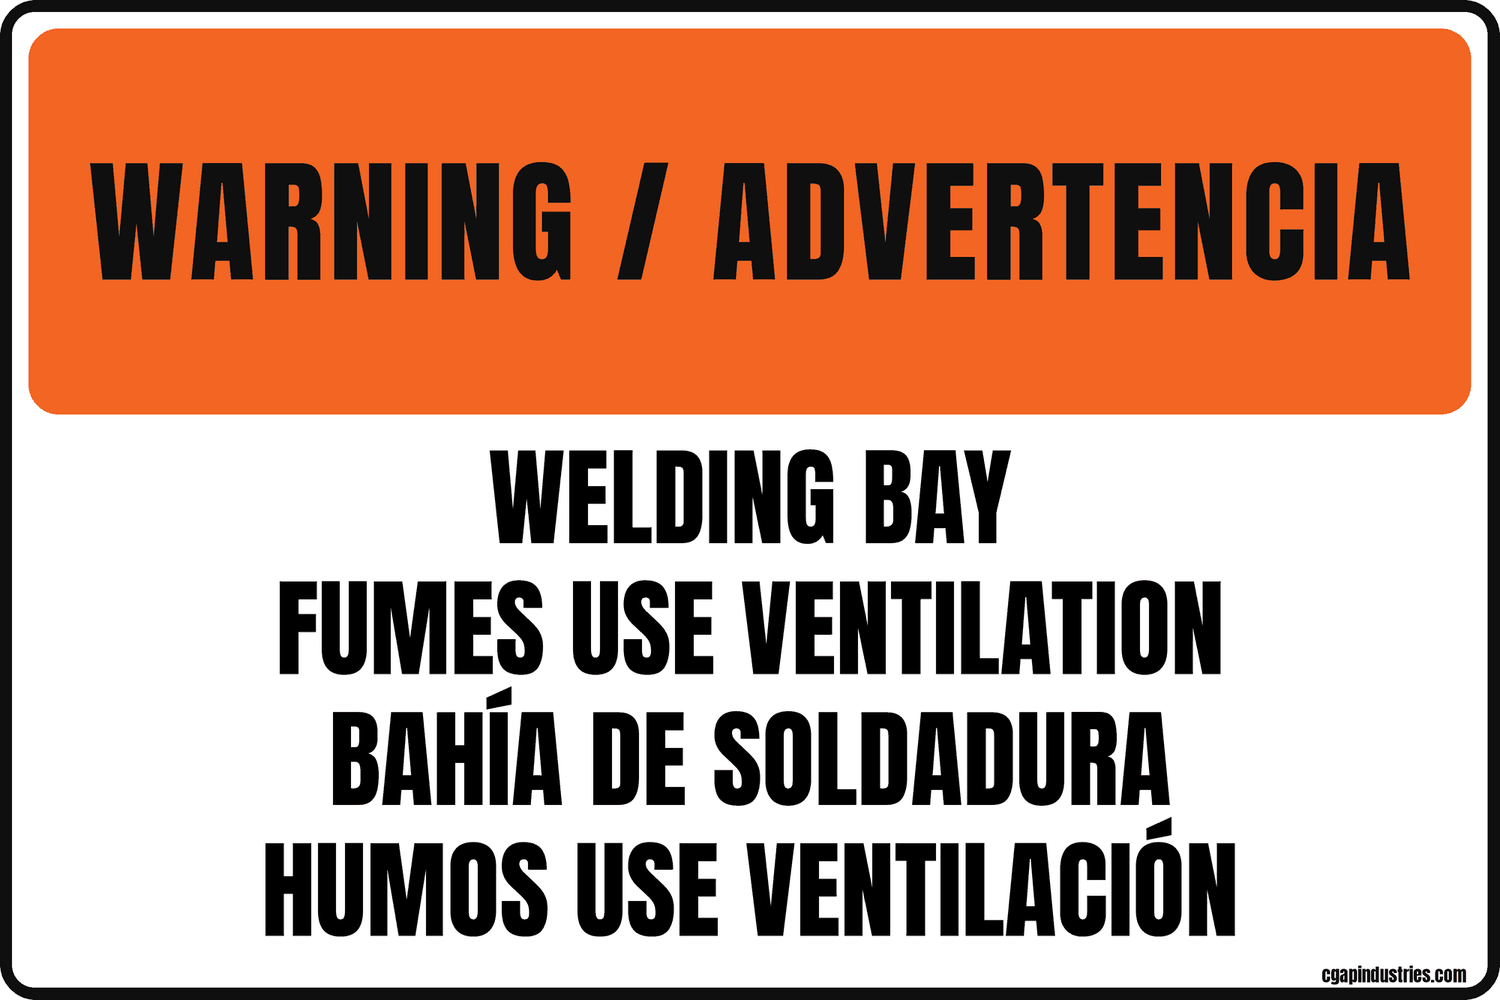 WARNING / ADVERTENCIA
WELDING BAY
FUMES USE VENTILATION
BAHÍA DE SOLDADURA
HUMOS USE VENTILACIÓN
cgapindustries.com